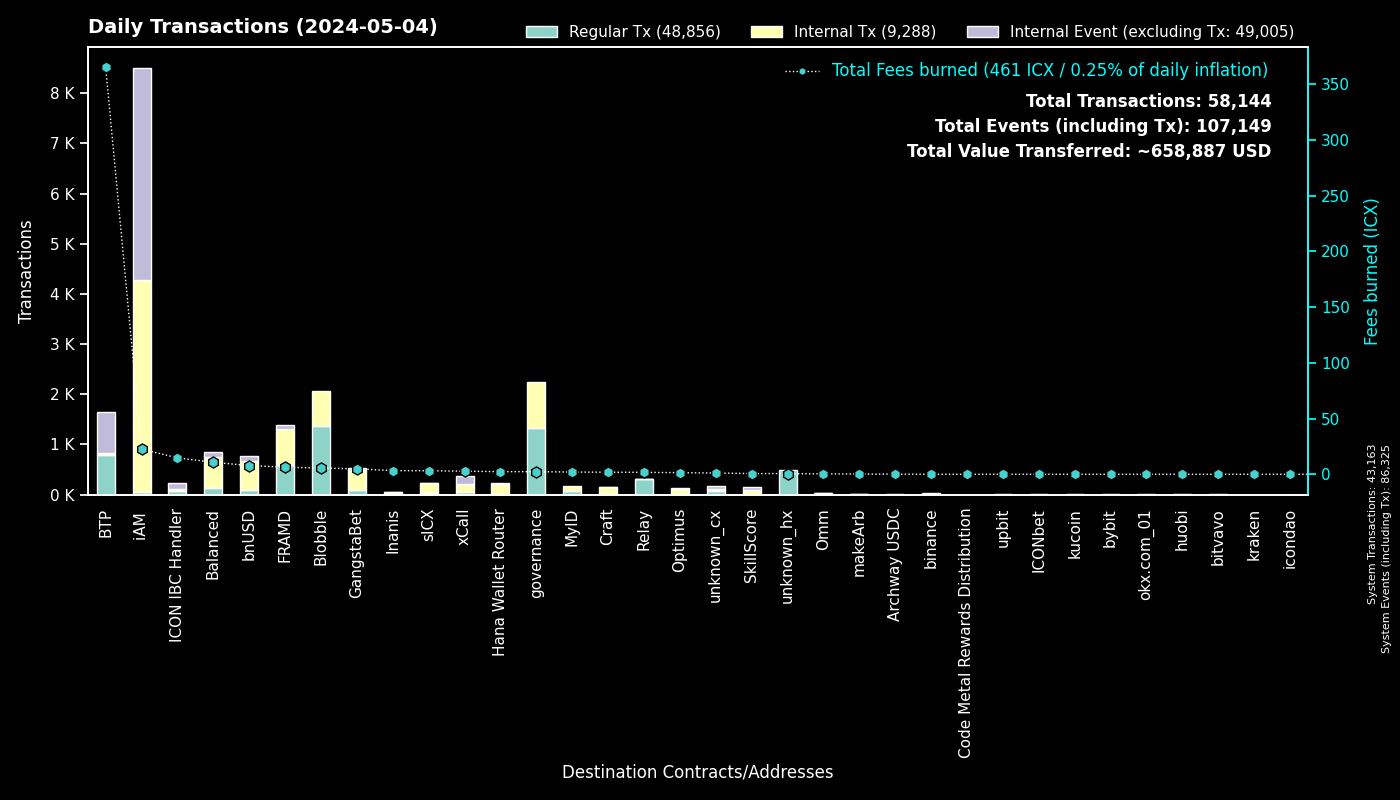 Daily Transactions (2024-05-04)
Regular Tx (48,856)
Internal Tx (9,288)
Internal Event (excluding Tx: 49,005)
Total Fees burned (461 ICX / 0.25% of daily inflation)
Total Transactions: 58,144
Total Events (including Tx): 107,149
Total Value Transferred: ~658,887 USD
Transactions
8 K
7 K
6 K
5 K
4 K
3 K
2 K
1 K
0 K
350
300
250
200
150
100
50
0
Fees burned (ICX)
BTP
iAM
ICON IBC Handler
Balanced
bnUSD
FRAMD
Blobble
GangstaBet
Inanis
sICX
xCall
Hana Wallet Router
governance
MyID
Craft
Relay
Optimus
unknown_cx
SkillScore
unknown_hx
Omm
makeArb
Archway USDC
binance
Code Metal Rewards Distribution
upbit
ICONbet
kucoin
bybit
okx.com_01
huobi
bitvavo
kraken
icondao
Destination Contracts/Addresses
System Transactions: 43,163
System Events (including Tx): 86,325